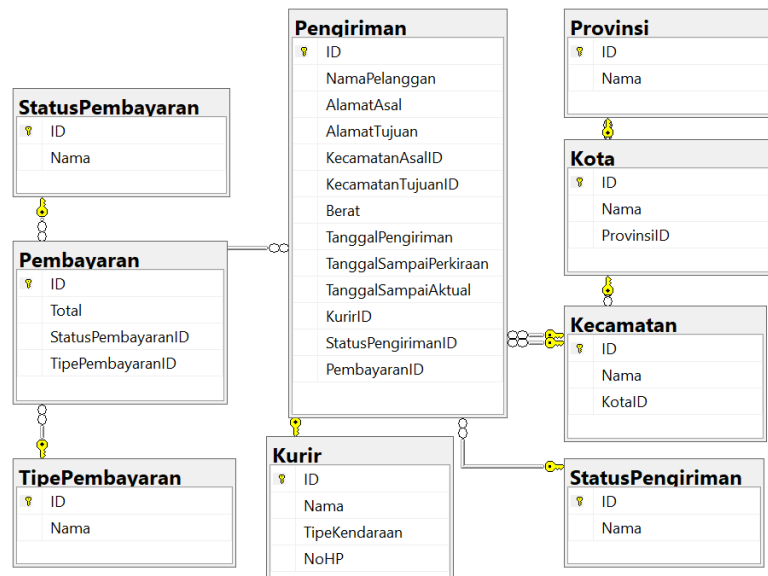 Pengiriman
ID
NamaPelanggan
AlamatAsal
AlamatTujuan
KecamatanAsalID
KecamatanTujuanID
Berat
TanggalPengiriman
TanggalSampaiPerkiraan
TanggalSampaiAktual
KurirID
StatusPengirimanID
PembayaranID
Provinsi
ID
Nama
StatusPembayaran
ID
Nama
Kota
ID
Nama
ProvinsiID
Pembayaran
ID
Total
StatusPembayaranID
TipePembayaranID
Kecamatan
ID
Nama
KotaID
Kurir
ID
Nama
TipeKendaraan
NoHP
TipePembayaran
ID
Nama
StatusPengiriman
ID
Nama